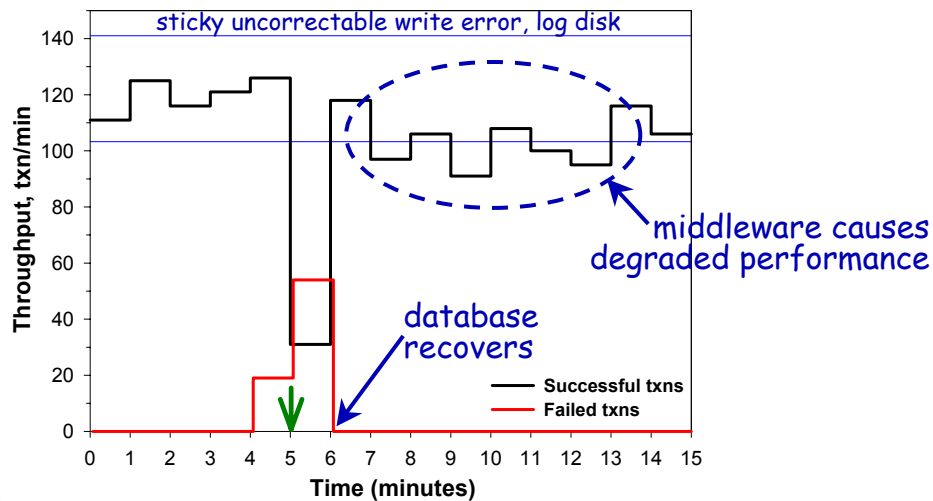 sticky uncorrectable write error, log disk
140
120
100
80
60
40
20
0
Throughput, txn/min
middleware causes
degraded performance
database
recovers
Successful txns
Failed txns
0 1 2 3 4 5 6 7 8 9 10 11 12 13 14 15
Time (minutes)